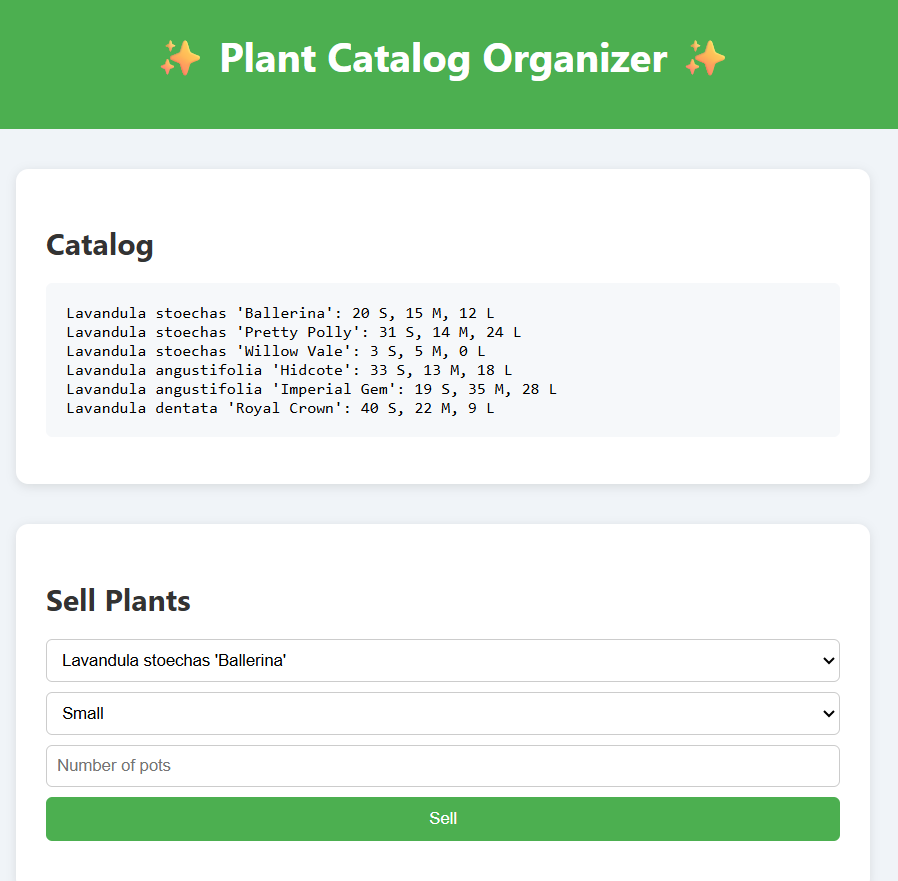 ✨ Plant Catalog Organizer ✨
Catalog
Lavandula stoechas 'Ballerina': 20 S, 15 M, 12 L
Lavandula stoechas 'Pretty Polly': 31 S, 14 M, 24 L
Lavandula stoechas 'Willow Vale': 3 S, 5 M, 0 L
Lavandula angustifolia 'Hidcote': 33 S, 13 M, 18 L
Lavandula angustifolia 'Imperial Gem': 19 S, 35 M, 28 L
Lavandula dentata 'Royal Crown': 40 S, 22 M, 9 L
Sell Plants
Lavandula stoechas 'Ballerina'
Small
Number of pots
Sell